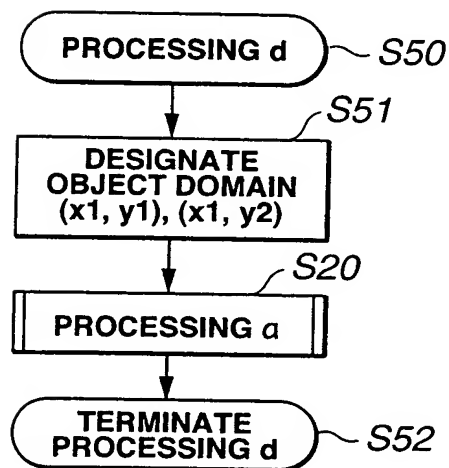 PROCESSING d
S50
S51
DESIGNATE
OBJECT DOMAIN
(x1, y1), (x1, y2)
S20
PROCESSING a
TERMINATE
PROCESSING d
S52